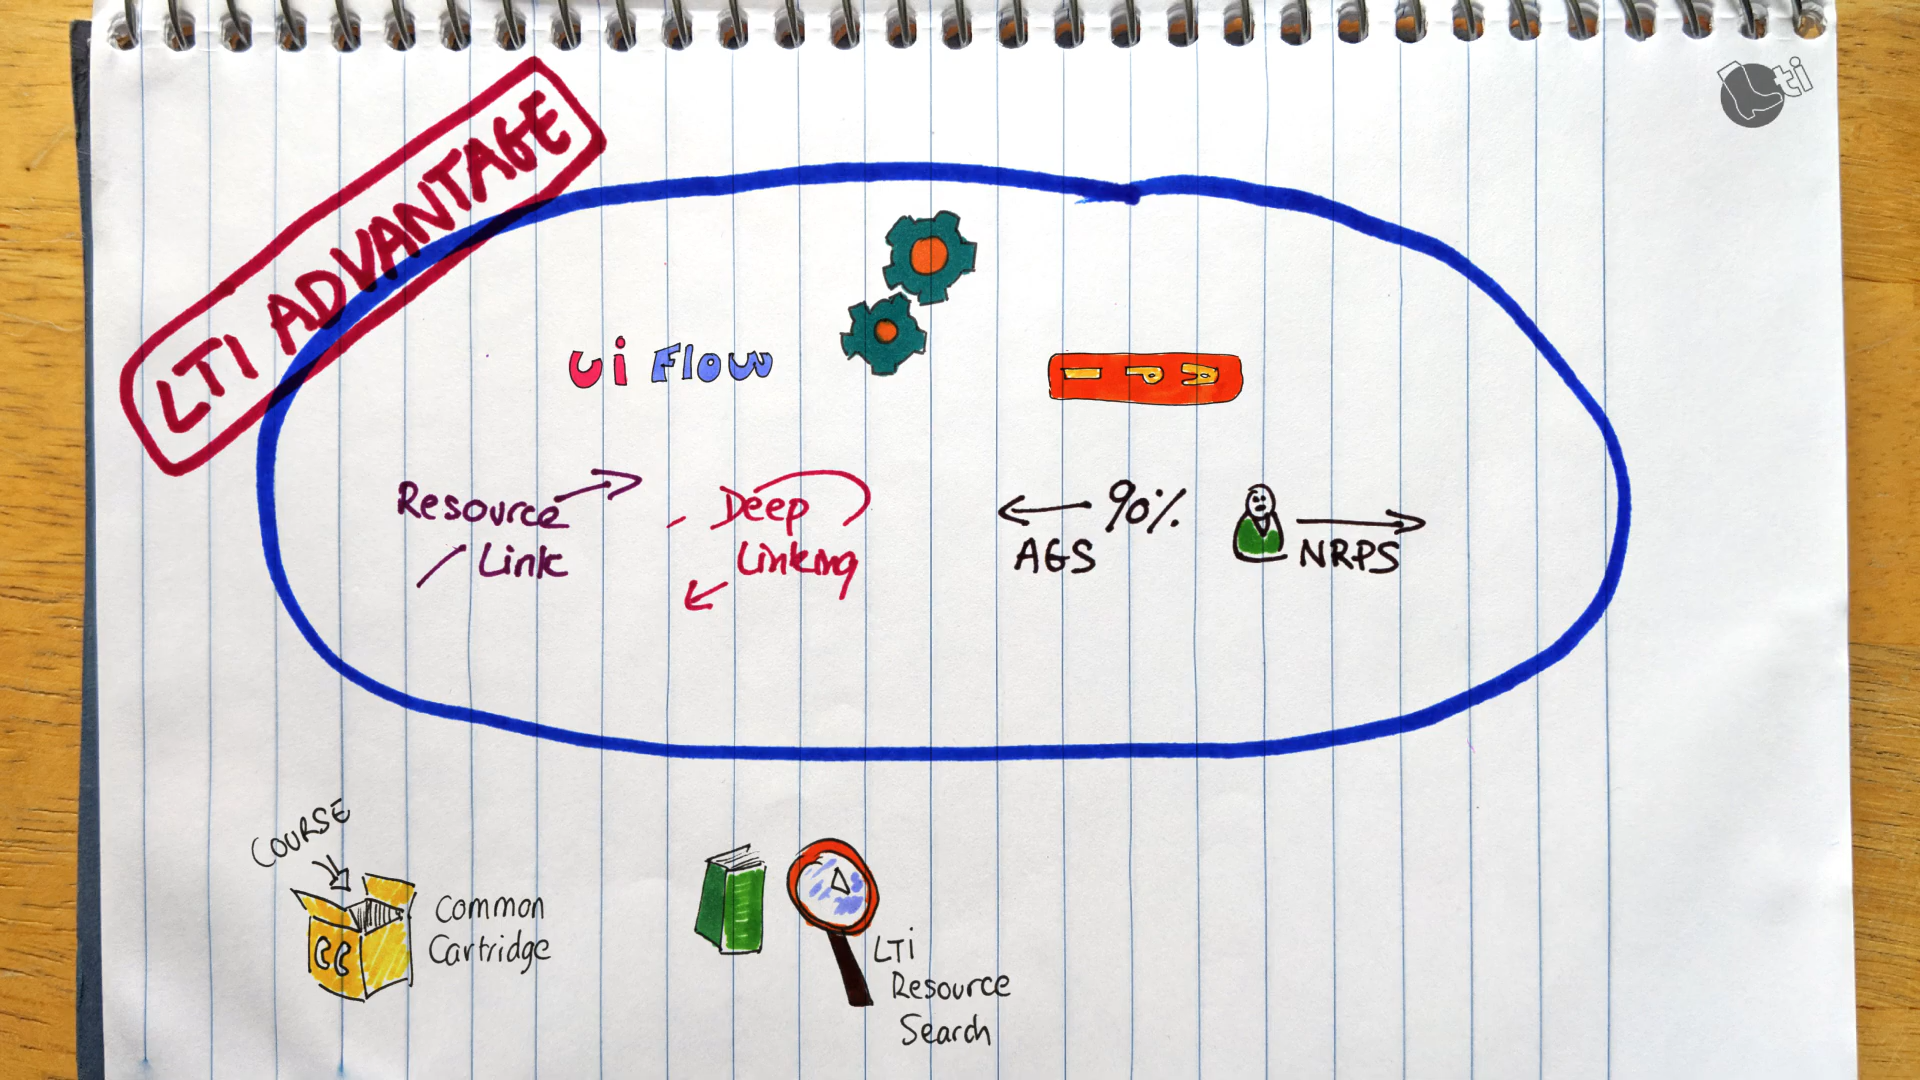 Lti
LTI ADVANTAGE
Ui Flow
API
Resource
Link
Deep
Linking
90%
AGS
NRPS
COURSE
CC
Common
Cartridge
LTi
Resource
Search